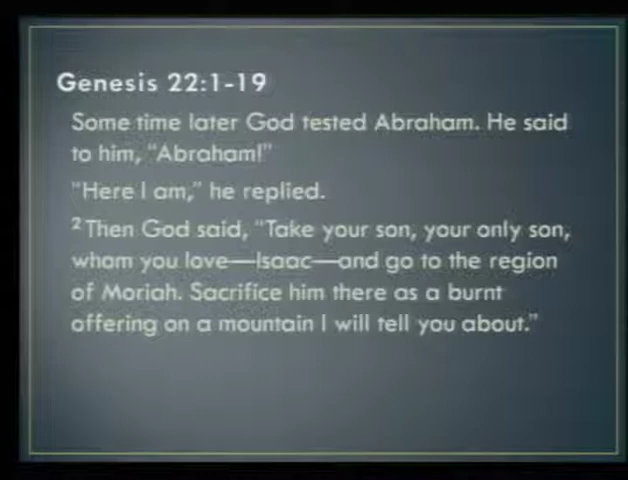 Genesis 22:1-19
Some time later God tested Abraham. He said
to him, "Abraham!"
"Here I am," he replied.
2 Then God said, "Take your son, your only son,
whom you love—Isaac—and go to the region
of Moriah. Sacrifice him there as a burnt
offering on a mountain I will tell you about."